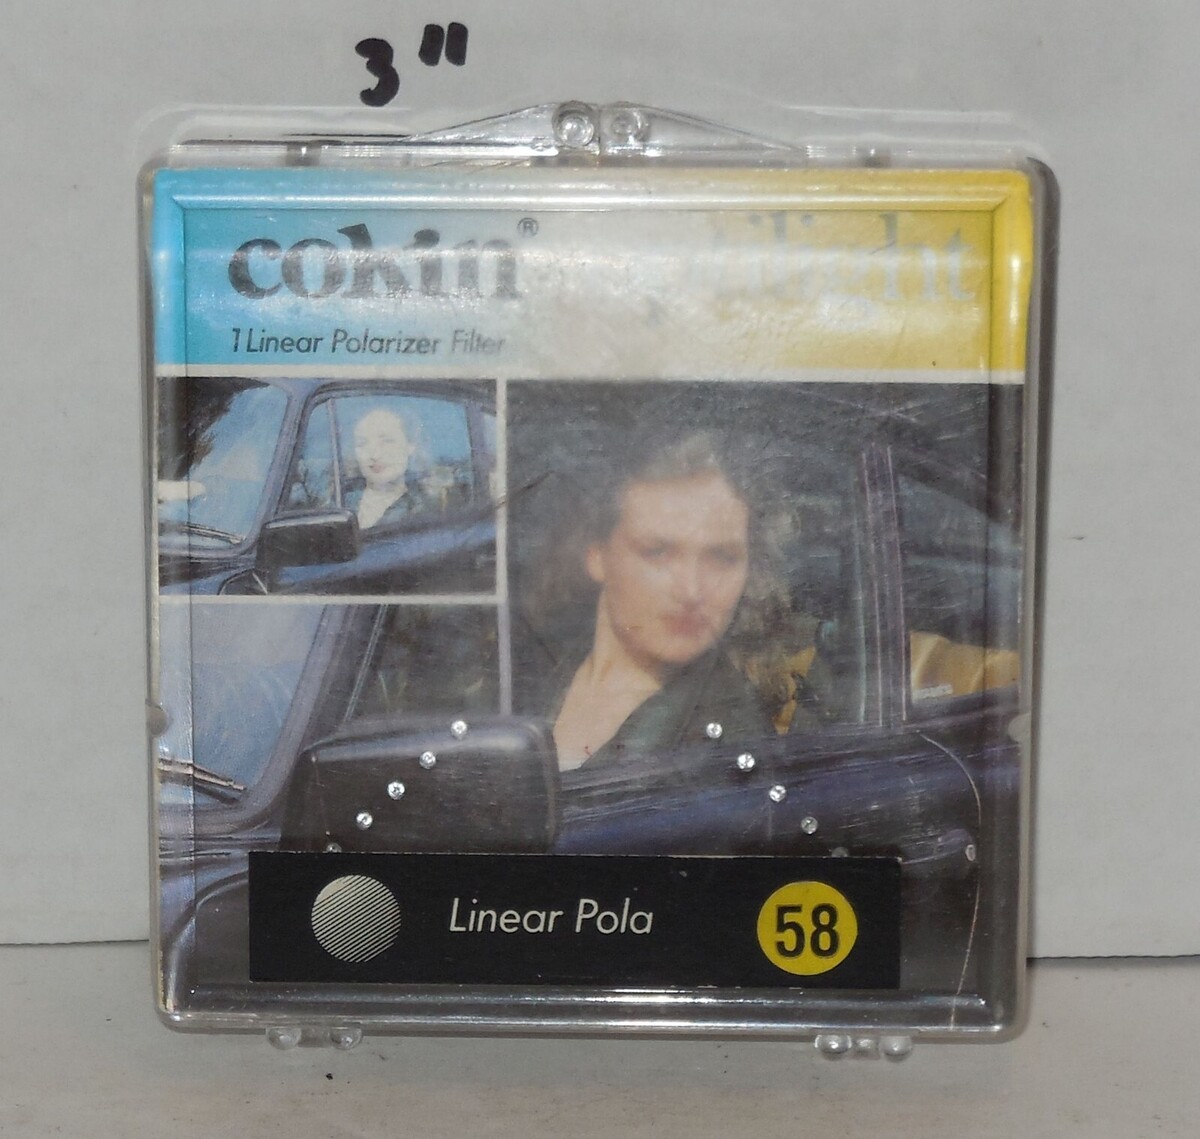 3"
cokin®
1 Linear Polarizer Filter
Linear Pola
58